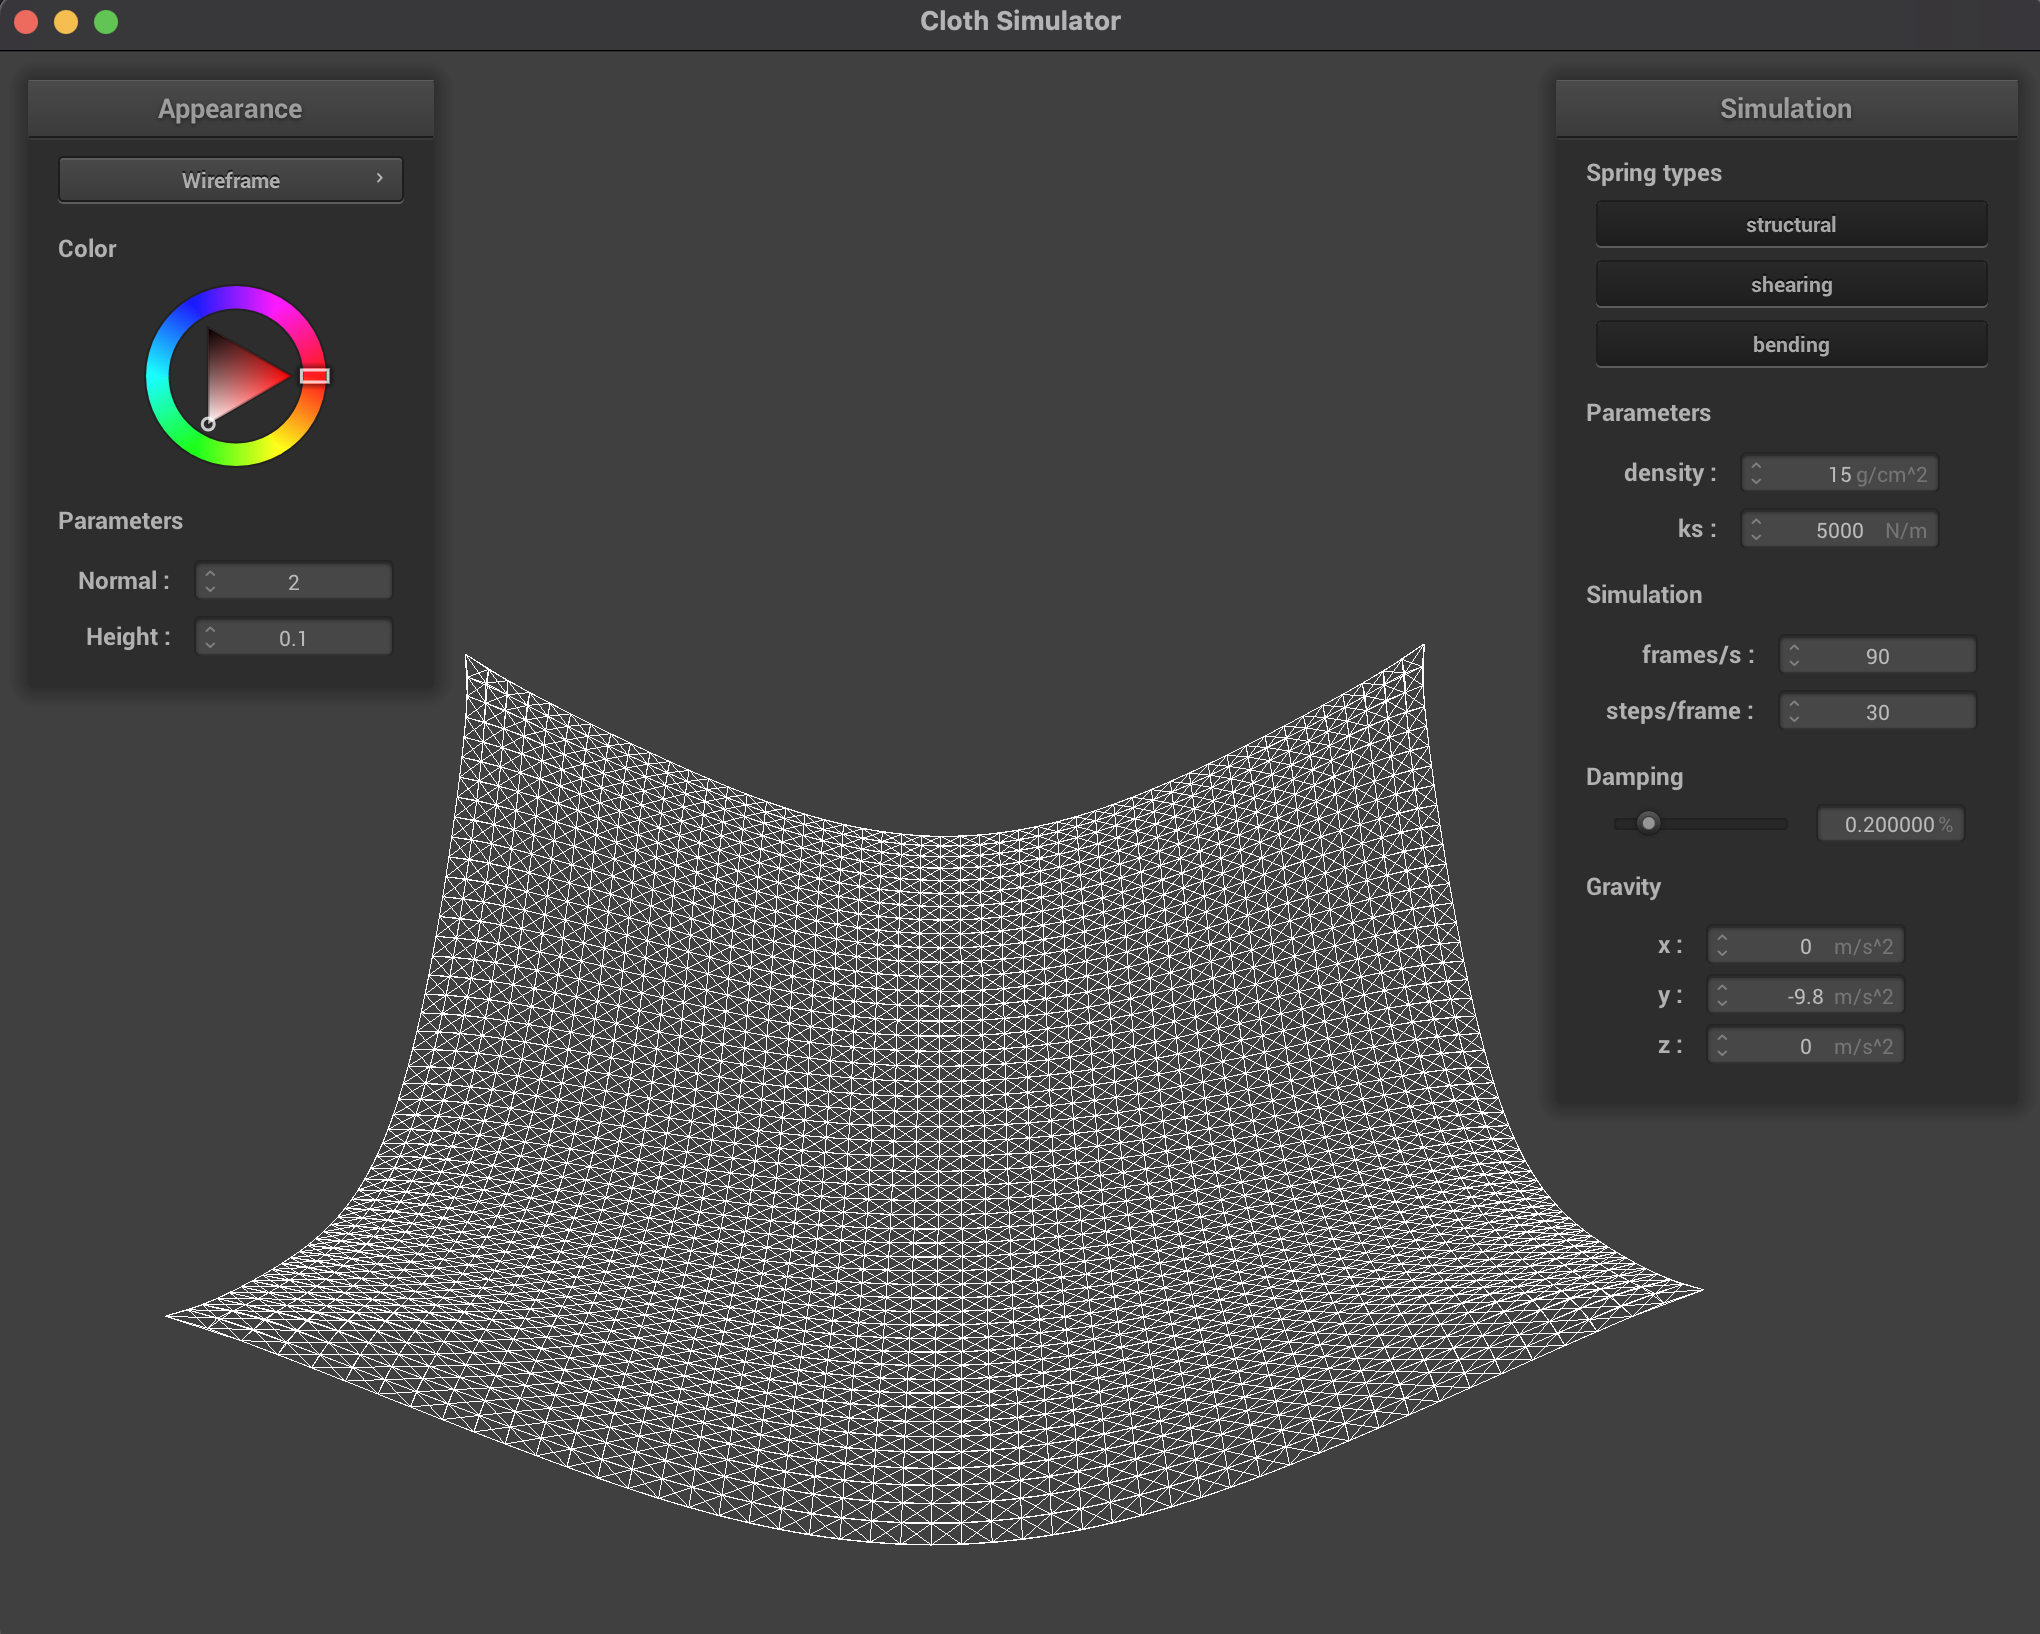 Cloth Simulator
Appearance
Wireframe
Color
Parameters
Normal : 2
Height : 0.1
Simulation
Spring types
structural
shearing
bending
Parameters
density : 15 g/cm^2
ks : 5000 N/m
Simulation
frames/s : 90
steps/frame : 30
Damping
0.200000 %
Gravity
x : 0 m/s^2
y : -9.8 m/s^2
z : 0 m/s^2